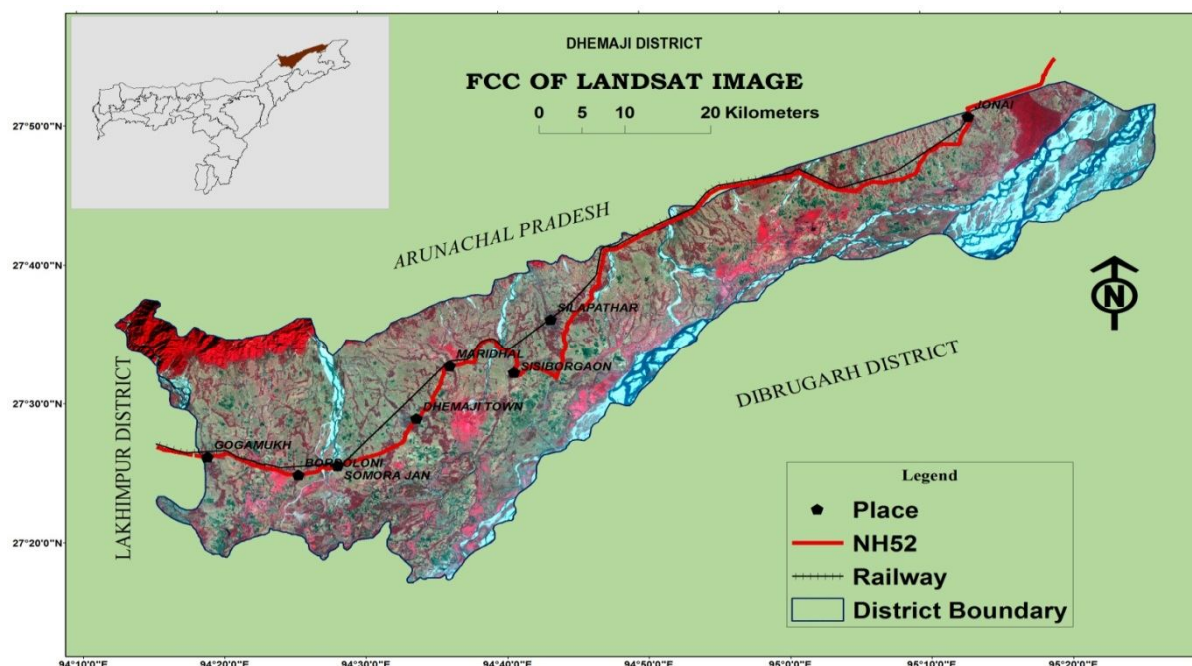 DHEMAJI DISTRICT
FCC OF LANDSAT IMAGE
0 5 10 20 Kilometers
27°50'0"N
27°40'0"N
27°30'0"N
27°20'0"N
JONAI
ARUNACHAL PRADESH
SILAPATHAR
MARIDHAL
SISIBORGAON
DHEMAJI TOWN
DIBRUGARH DISTRICT
LAKHIMPUR DISTRICT
GOGAMUKH
BORDOLONI
SOMORA JAN
N
Legend
Place
NH52
Railway
District Boundary
94°10'0"E
94°20'0"E
94°30'0"E
94°40'0"E
94°50'0"E
95°0'0"E
95°10'0"E
95°20'0"E